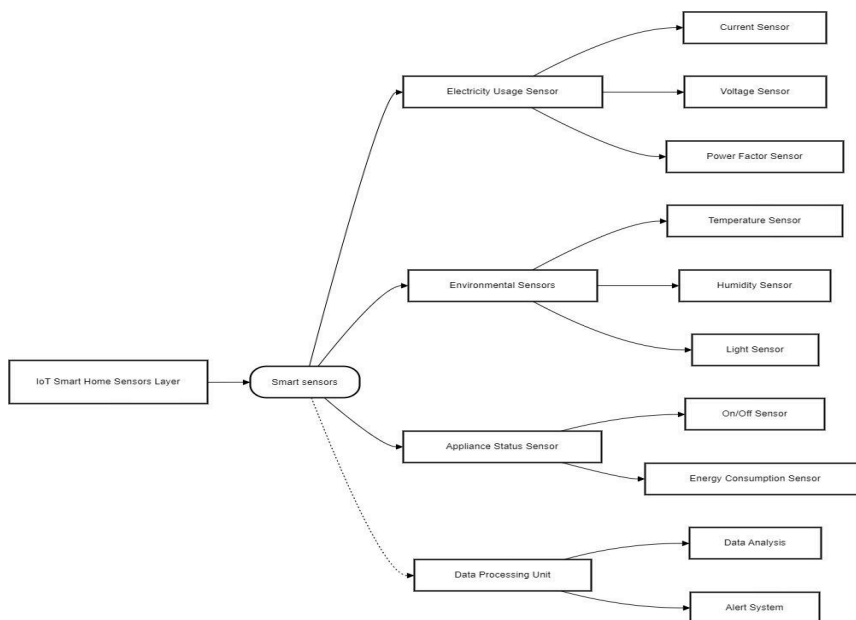 Current Sensor
Electricity Usage Sensor
Voltage Sensor
Power Factor Sensor
Temperature Sensor
Environmental Sensors
Humidity Sensor
Light Sensor
IoT Smart Home Sensors Layer
Smart sensors
On/Off Sensor
Appliance Status Sensor
Energy Consumption Sensor
Data Analysis
Data Processing Unit
Alert System